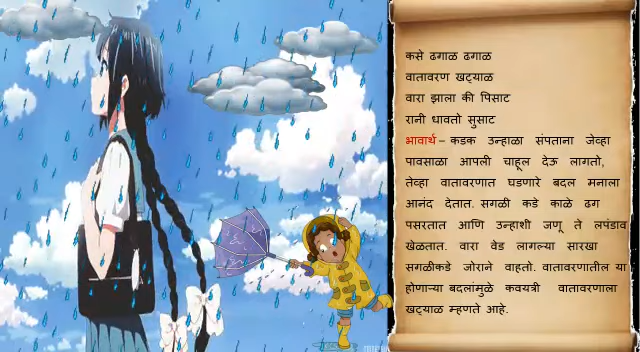 कसे ढगाळ ढगाळ
वातावरण खट्याळ
वारा झाला की पिसाट
रानी धावतो सुसाट
भावार्थ – कडक उन्हाळा संपताना जेव्हा
पावसाळा आपली चाहूल देऊ लागतो,
तेव्हा वातावरणात घडणारे बदल मनाला
आनंद देतात. सगळी कडे काळे ढग
पसरतात आणि उन्हाशी जणू ते लपंडाव
खेळतात. वारा वेड लागल्या सारखा
सगळीकडे जोराने वाहतो. वातावरणातील या
होणाऱ्या बदलांमुळे कवयत्री वातावरणाला
खट्याळ म्हणते आहे.